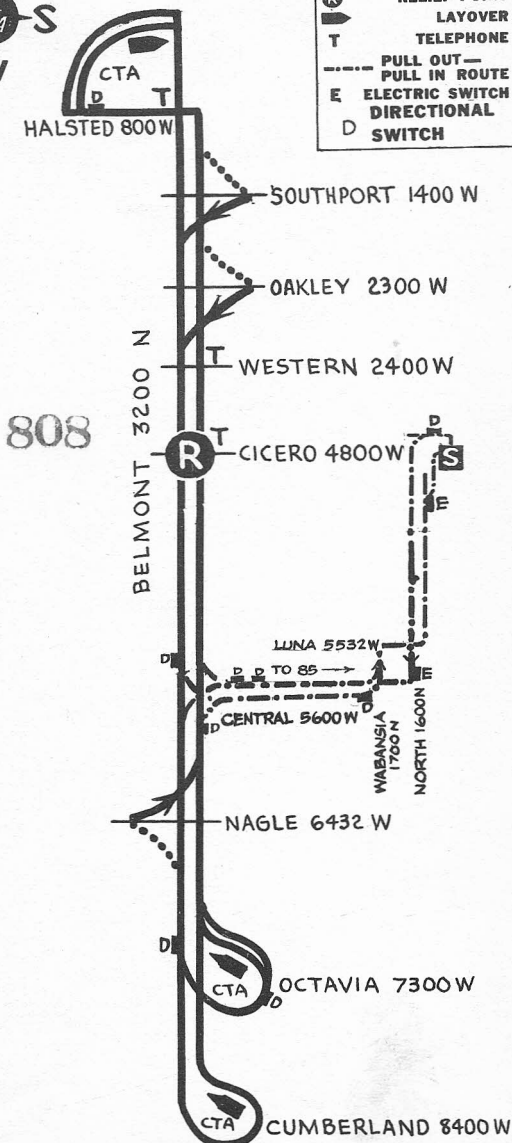 S
RELIEF POINT
LAYOVER
T TELEPHONE
PULL OUT—
PULL IN ROUTE
E ELECTRIC SWITCH
D DIRECTIONAL
SWITCH
CTA
D
T
HALSTED 800W
SOUTHPORT 1400 W
OAKLEY 2300 W
T
WESTERN 2400W
BELMONT 3200 N
808
R
T
CICERO 4800W
D
S
E
LUNA 5532W
D
D D TO 85
E
D
CENTRAL 5600W
D
WABANSIA
1700N
NORTH 1600N
NAGLE 6432 W
D
CTA
D
OCTAVIA 7300W
CTA
CUMBERLAND 8400W